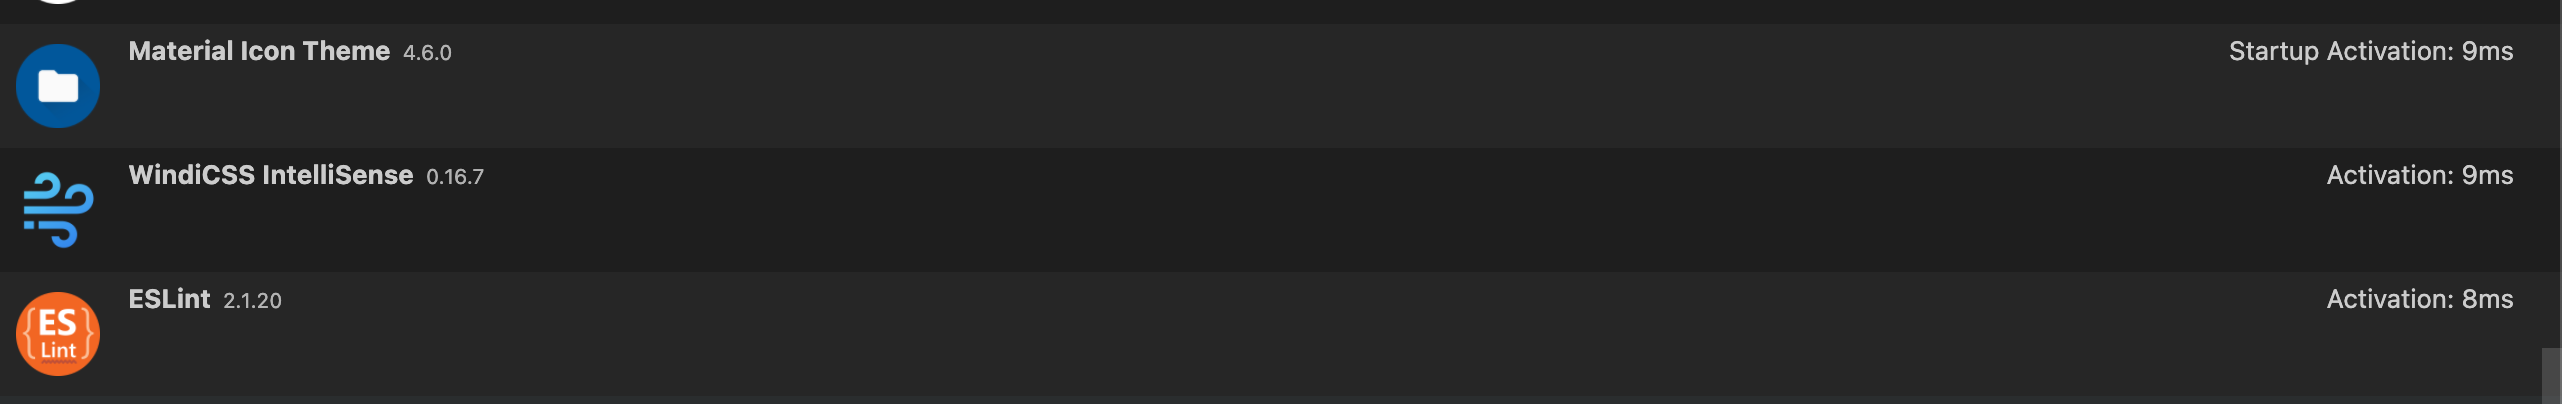 Material Icon Theme 4.6.0 Startup Activation: 9ms
WindiCSS IntelliSense 0.16.7 Activation: 9ms
ESLint 2.1.20 Activation: 8ms
{ES
Lint}